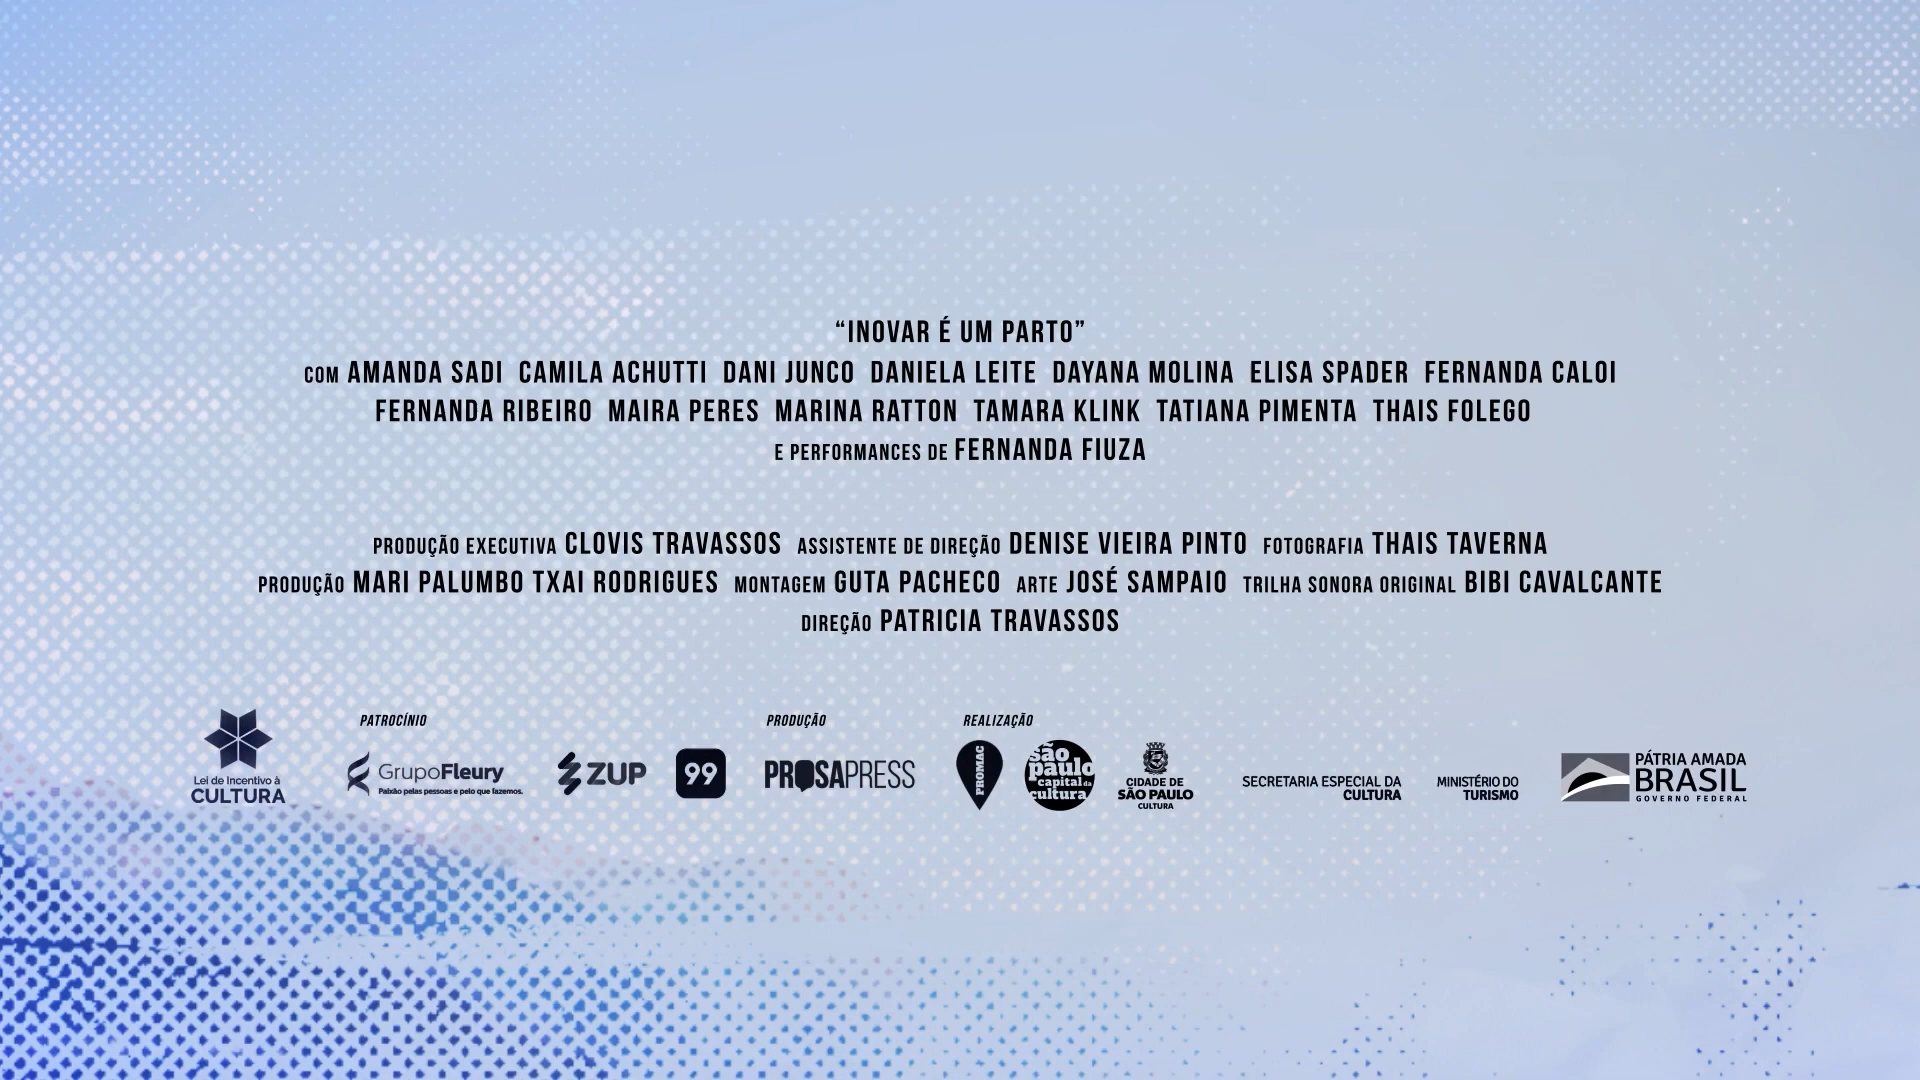 “INOVAR É UM PARTO”
COM AMANDA SADI CAMILA ACHUTTI DANI JUNCO DANIELA LEITE DAYANA MOLINA ELISA SPADER FERNANDA CALOI
FERNANDA RIBEIRO MAIRA PERES MARINA RATTON TAMARA KLINK TATIANA PIMENTA THAIS FOLEGO
E PERFORMANCES DE FERNANDA FIUZA
PRODUÇÃO EXECUTIVA CLOVIS TRAVASSOS ASSISTENTE DE DIREÇÃO DENISE VIEIRA PINTO FOTOGRAFIA THAIS TAVERNA
PRODUÇÃO MARI PALUMBO TXAI RODRIGUES MONTAGEM GUTA PACHECO ARTE JOSÉ SAMPAIO TRILHA SONORA ORIGINAL BIBI CAVALCANTE
DIREÇÃO PATRICIA TRAVASSOS
Lei de Incentivo à
CULTURA
PATROCÍNIO
GrupoFleury
Paixão pelas pessoas e pelo que fazemos.
ZUP
99
PRODUÇÃO
PROSAPRESS
REALIZAÇÃO
PROMAC
são
paulo
capital da
cultura
CIDADE DE
SÃO PAULO
CULTURA
SECRETARIA ESPECIAL DA
CULTURA
MINISTÉRIO DO
TURISMO
PÁTRIA AMADA
BRASIL
GOVERNO FEDERAL